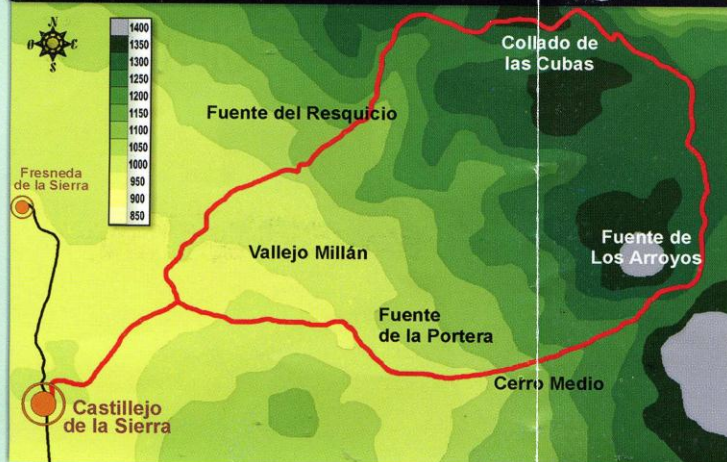 N
O
E
S
1400
1350
1300
1250
1200
1150
1100
1050
1000
950
900
850
Collado de
las Cubas
Fuente del Resquicio
Fresneda
de la Sierra
Vallejo Millán
Fuente de
Los Arroyos
Fuente
de la Portera
Cerro Medio
Castillejo
de la Sierra